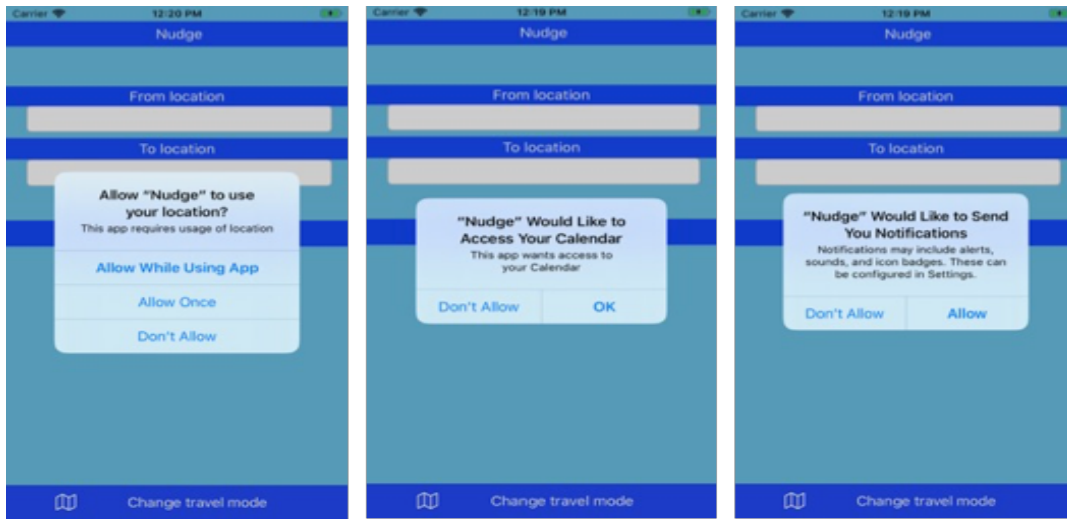 Carrier 12:20 PM
Nudge
From location
To location
Allow “Nudge” to use
your location?
This app requires usage of location
Allow While Using App
Allow Once
Don't Allow
Change travel mode
Carrier 12:19 PM
Nudge
From location
To location
“Nudge” Would Like to
Access Your Calendar
This app wants access to
your Calendar
Don't Allow OK
Change travel mode
Carrier 12:19 PM
Nudge
From location
To location
“Nudge” Would Like to Send
You Notifications
Notifications may include alerts,
sounds, and icon badges. These can
be configured in Settings.
Don't Allow Allow
Change travel mode